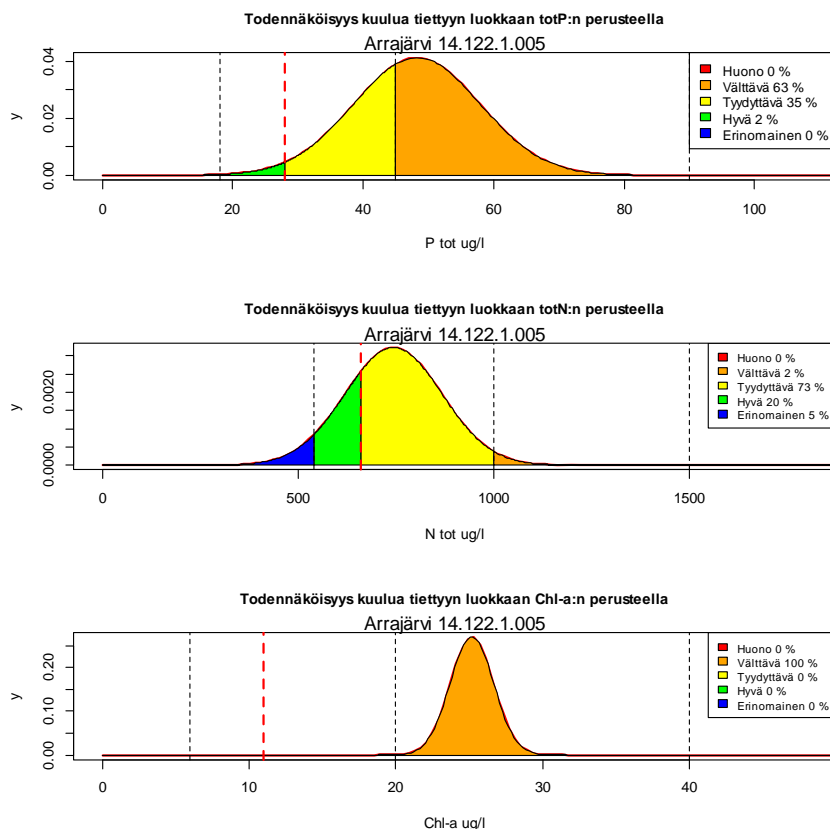 Todennäköisyys kuulua tiettyyn luokkaan totP:n perusteella
Arrajärvi 14.122.1.005
y
0.00
0.02
0.04
Huono 0 %
Välttävä 63 %
Tyydyttävä 35 %
Hyvä 2 %
Erinomainen 0 %
0 20 40 60 80 100
P tot ug/l
Todennäköisyys kuulua tiettyyn luokkaan totN:n perusteella
Arrajärvi 14.122.1.005
y
0.0000
0.0020
Huono 0 %
Välttävä 2 %
Tyydyttävä 73 %
Hyvä 20 %
Erinomainen 5 %
0 500 1000 1500
N tot ug/l
Todennäköisyys kuulua tiettyyn luokkaan Chl-a:n perusteella
Arrajärvi 14.122.1.005
y
0.00
0.10
0.20
Huono 0 %
Välttävä 100 %
Tyydyttävä 0 %
Hyvä 0 %
Erinomainen 0 %
0 10 20 30 40
Chl-a ug/l